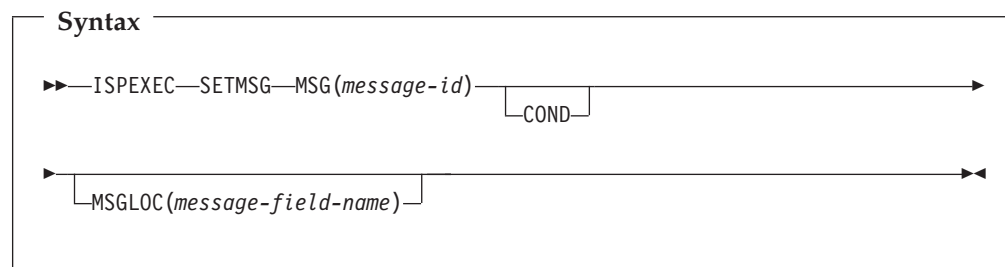 Syntax
ISPEXEC SETMSG MSG(message-id)
COND
MSGLOC(message-field-name)